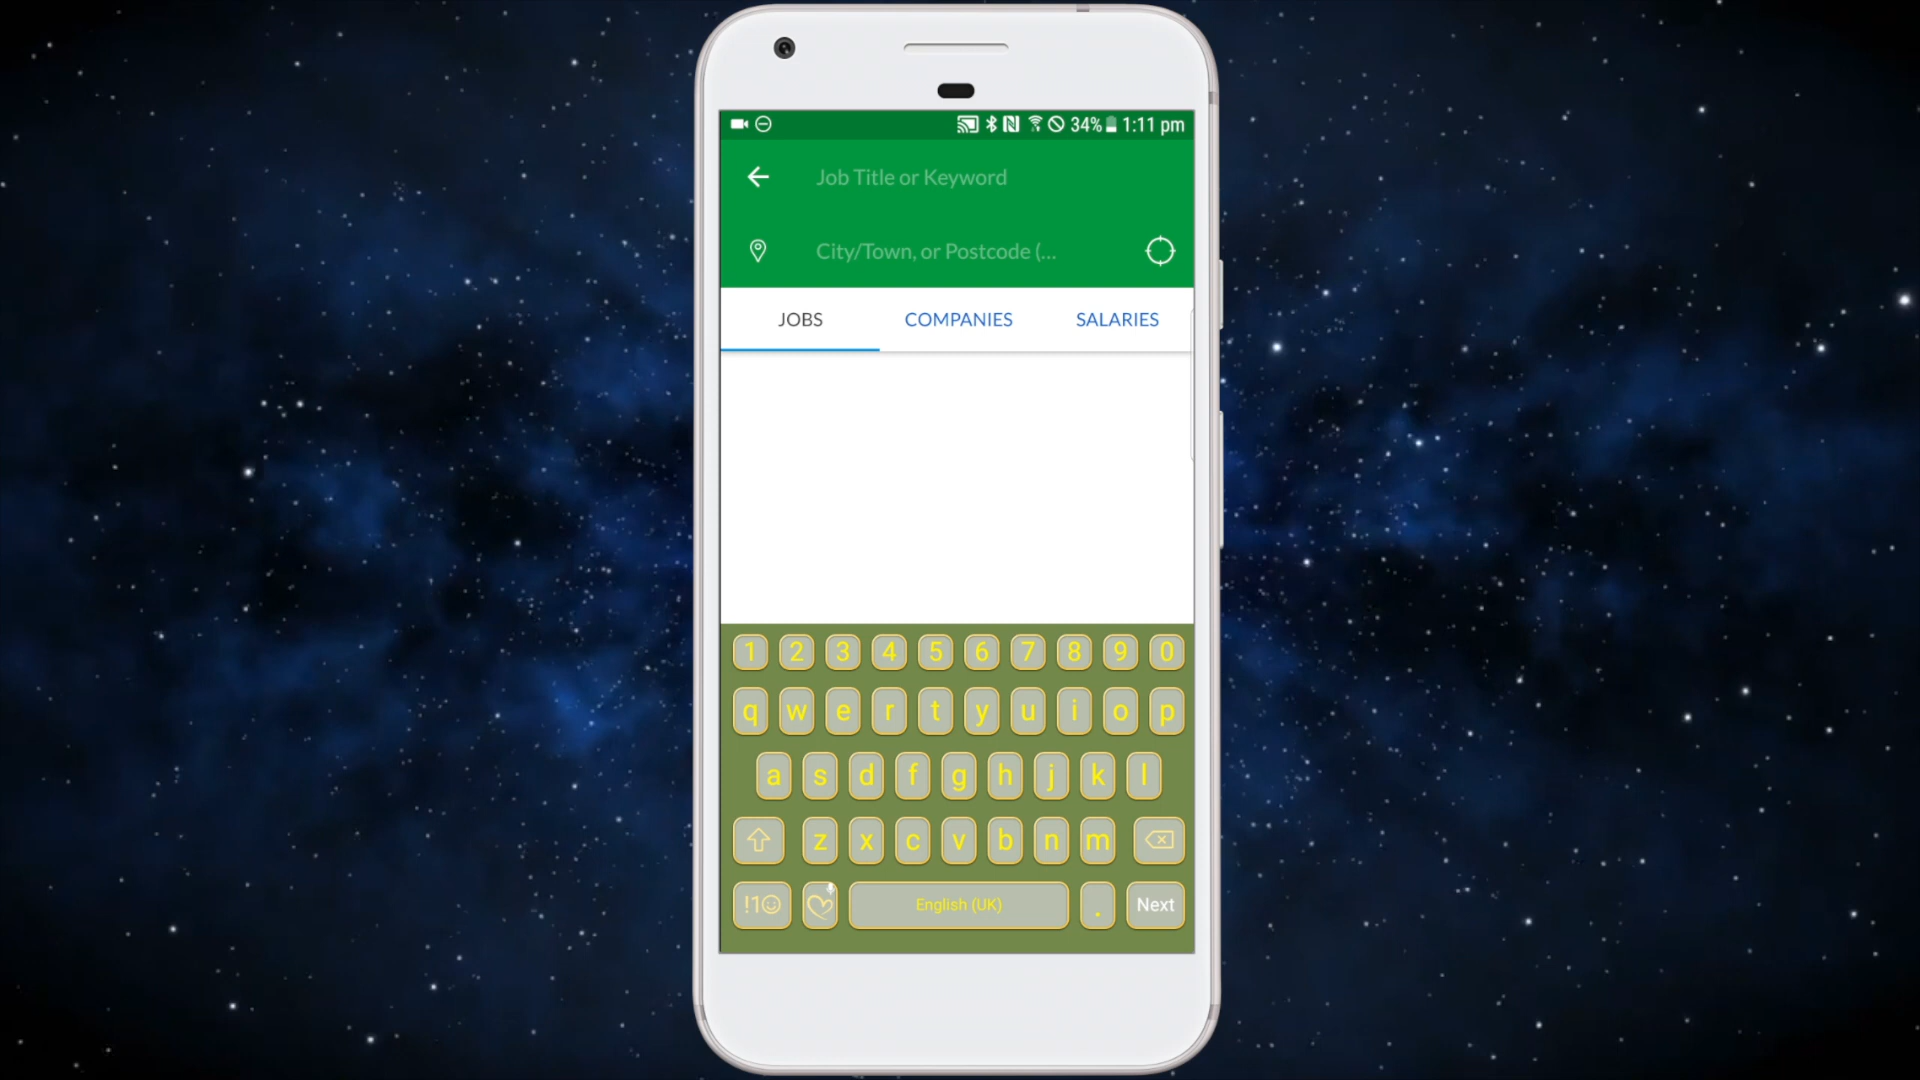 34% 1:11 pm
Job Title or Keyword
City/Town, or Postcode (...
JOBS COMPANIES SALARIES
1 2 3 4 5 6 7 8 9 0
q w e r t y u i o p
a s d f g h j k l
z x c v b n m
!1☺ English (UK) . Next